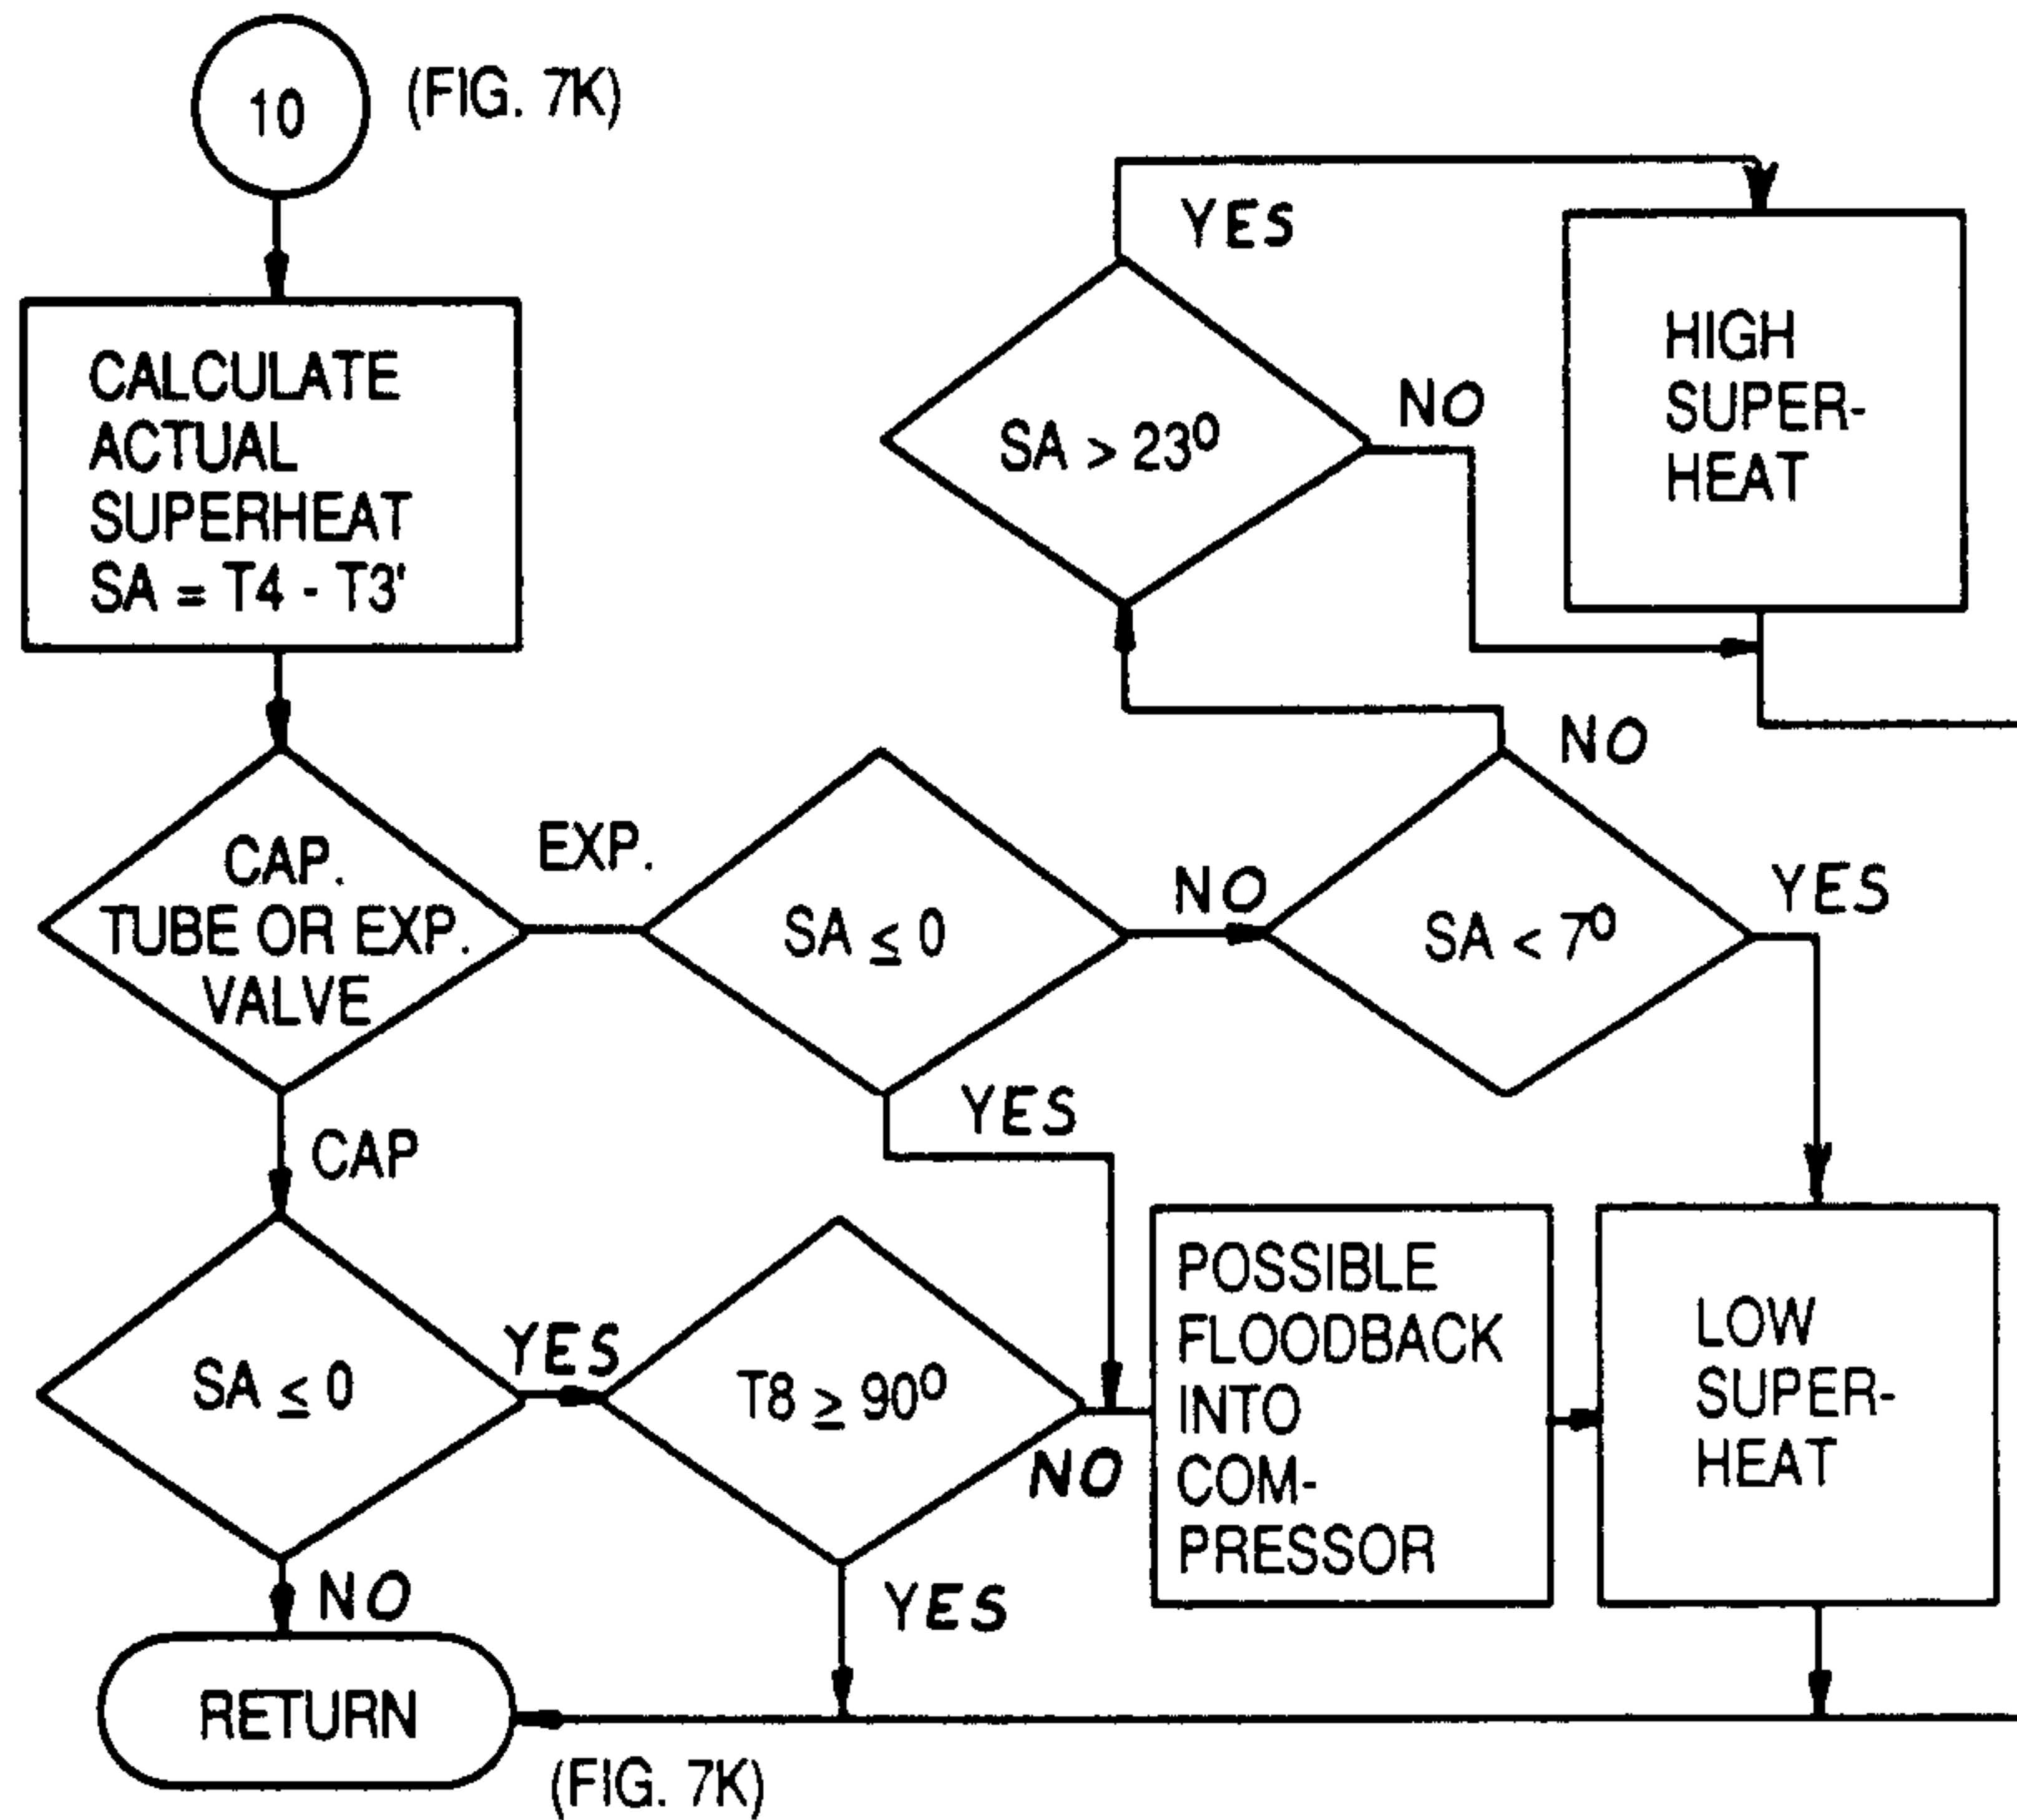 10
(FIG. 7K)
CALCULATE
ACTUAL
SUPERHEAT
SA = T4 - T3'
YES
HIGH
SUPER-
HEAT
SA > 23⁰
NO
NO
CAP.
TUBE OR EXP.
VALVE
EXP.
SA ≤ 0
NO
SA < 7⁰
YES
CAP
YES
SA ≤ 0
YES
T8 ≥ 90⁰
NO
POSSIBLE
FLOODBACK
INTO
COM-
PRESSOR
LOW
SUPER-
HEAT
NO
YES
RETURN
(FIG. 7K)